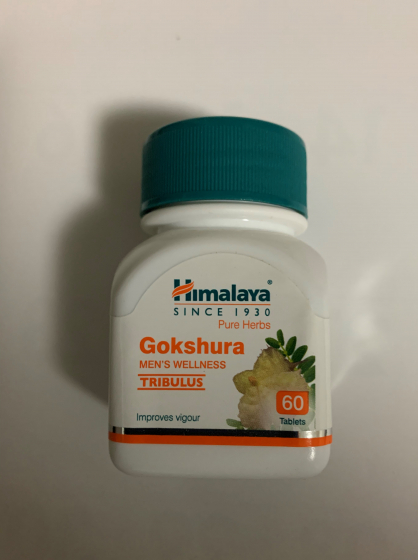 Himalaya®
SINCE 1930
Pure Herbs
Gokshura
MEN'S WELLNESS
TRIBULUS
Improves vigour
60
Tablets